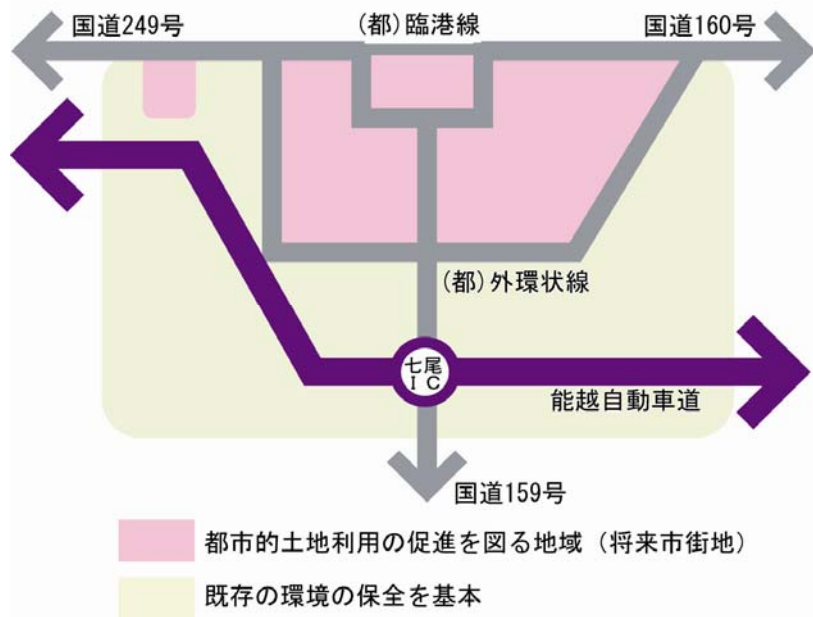 国道249号
(都)臨港線
国道160号
(都)外環状線
七尾
IC
能越自動車道
国道159号
都市的土地利用の促進を図る地域（将来市街地）
既存の環境の保全を基本